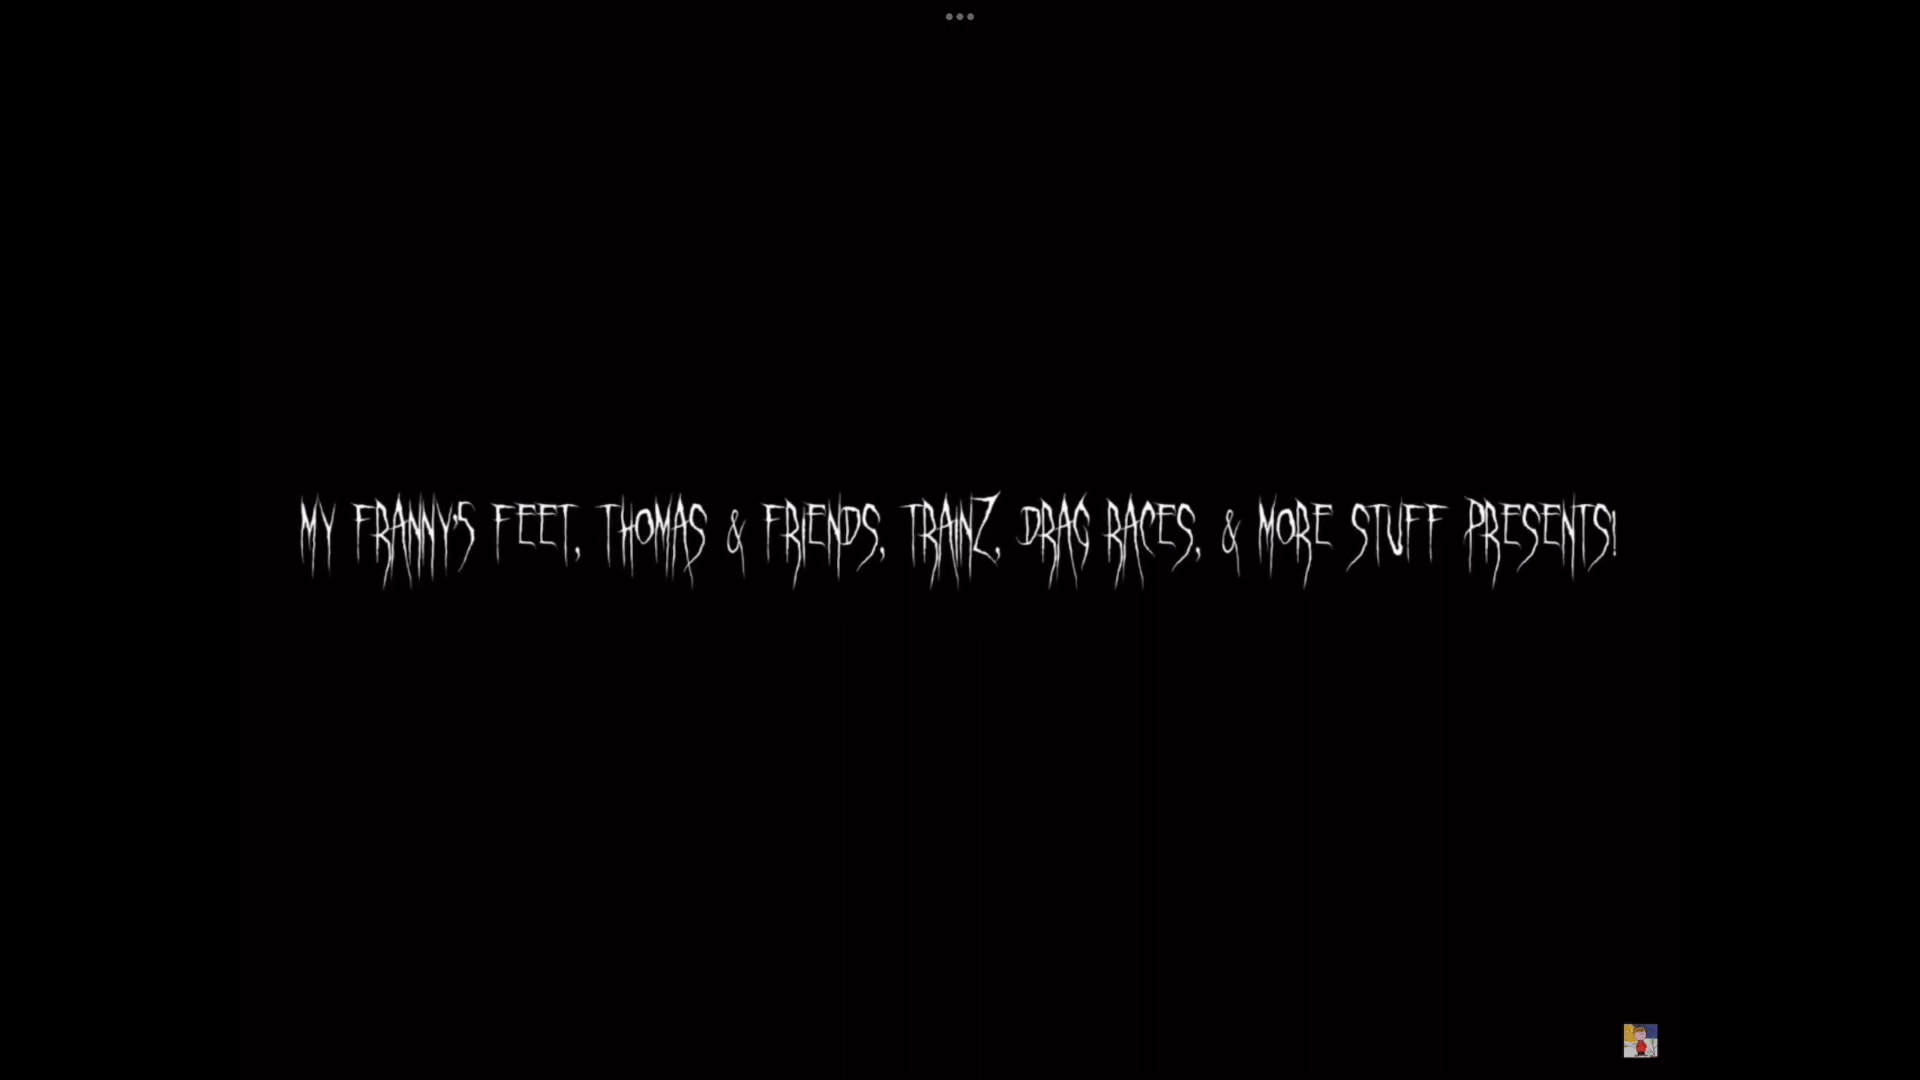 MY FRANNY'S FEET, THOMAS & FRIENDS, TRAINZ, DRAG RACES, & MORE STUFF PRESENTS!